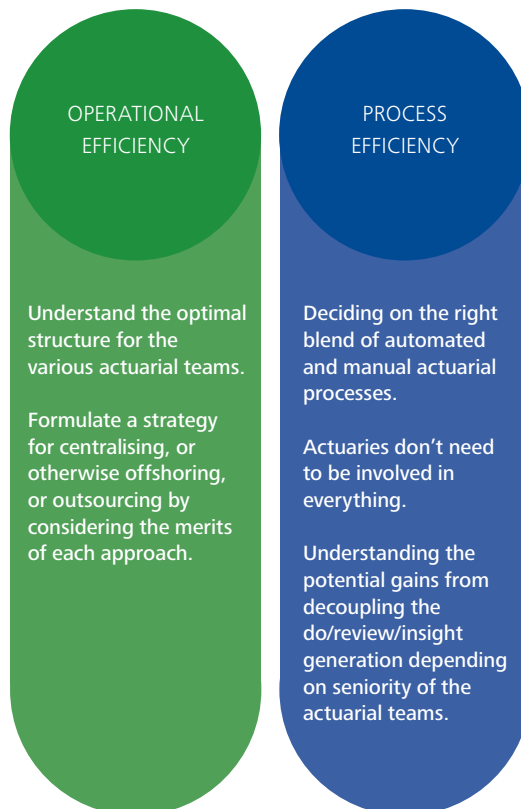 OPERATIONAL
EFFICIENCY
Understand the optimal
structure for the
various actuarial teams.
Formulate a strategy
for centralising, or
otherwise offshoring,
or outsourcing by
considering the merits
of each approach.
PROCESS
EFFICIENCY
Deciding on the right
blend of automated
and manual actuarial
processes.
Actuaries don’t need
to be involved in
everything.
Understanding the
potential gains from
decoupling the
do/review/insight
generation depending
on seniority of the
actuarial teams.